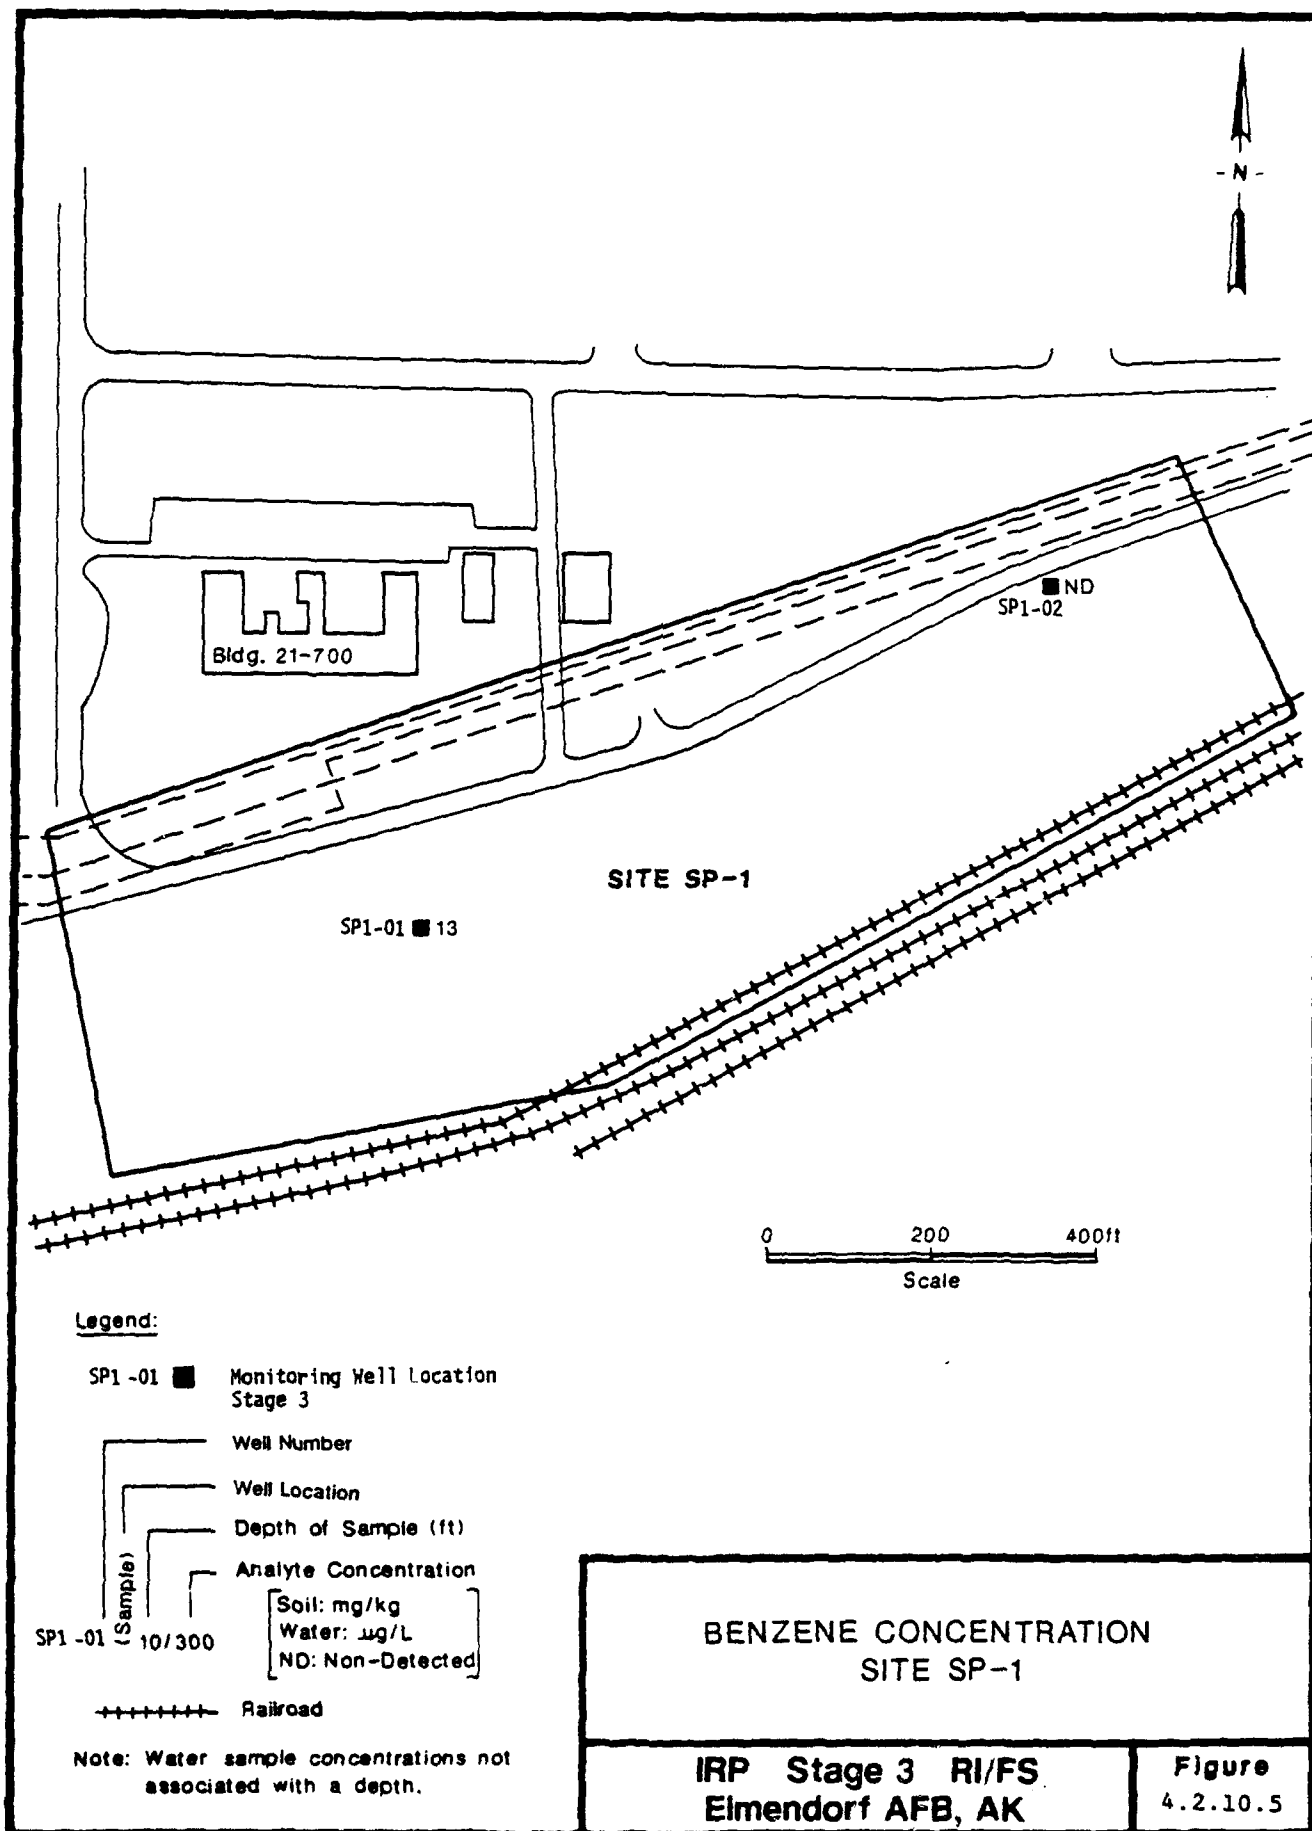 - N -
ND
SP1-02
Bldg. 21-700
SITE SP-1
SP1-01 13
0 200 400ft
Scale
Legend:
SP1 -01 Monitoring Well Location
Stage 3
Well Number
Well Location
Depth of Sample (ft)
Analyte Concentration
Soil: mg/kg
Water: µg/L
ND: Non-Detected
SP1 -01 (Sample) 10/300
Railroad
Note: Water sample concentrations not
associated with a depth.
BENZENE CONCENTRATION
SITE SP-1
IRP Stage 3 RI/FS
Elmendorf AFB, AK
Figure
4.2.10.5